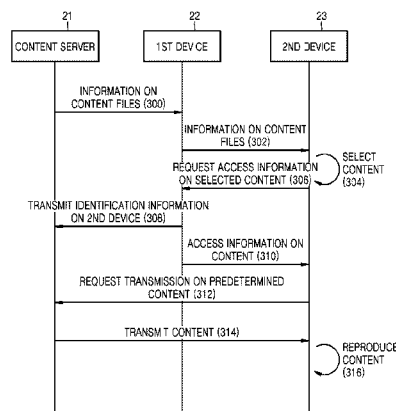 21
22
23
CONTENT SERVER
1ST DEVICE
2ND DEVICE
INFORMATION ON
CONTENT FILES (300)
INFORMATION ON CONTENT
FILES (302)
SELECT
CONTENT
(304)
REQUEST ACCESS INFORMATION
ON SELECTED CONTENT (306)
TRANSMIT IDENTIFICATION INFORMATION
ON 2ND DEVICE (308)
ACCESS INFORMATION ON
CONTENT (310)
REQUEST TRANSMISSION ON PREDETERMINED
CONTENT (312)
TRANSMIT CONTENT (314)
REPRODUCE
CONTENT
(316)